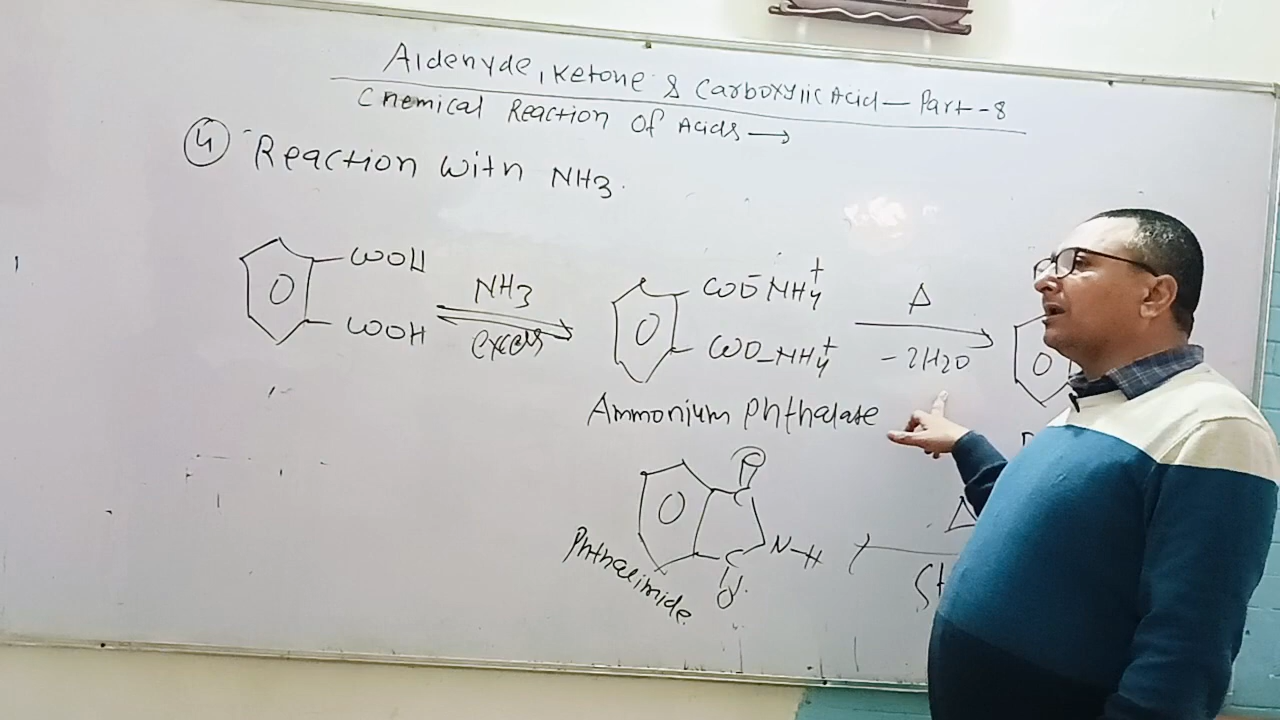 Aldehyde, Ketone & Carboxylic Acid — Part-8
Chemical Reaction Of Acids →
④ Reaction with NH3.
COOH
COOH
NH3
excess
COO⁻NH4⁺
COO-NH4⁺
Δ
-2H2O
Ammonium Phthalate
O
C
N-H
C
O
Phthalimide
Δ
St